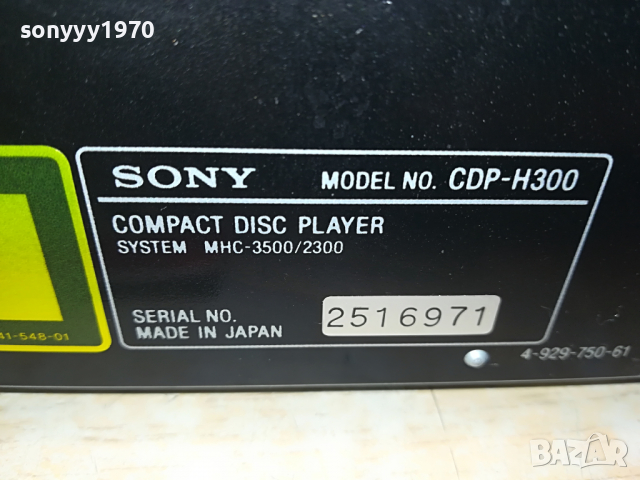 sonyyy1970
SONY MODEL NO. CDP-H300
COMPACT DISC PLAYER
SYSTEM MHC-3500/2300
SERIAL NO. 2516971
MADE IN JAPAN
41-548-01
4-929-750-61
BAZAR